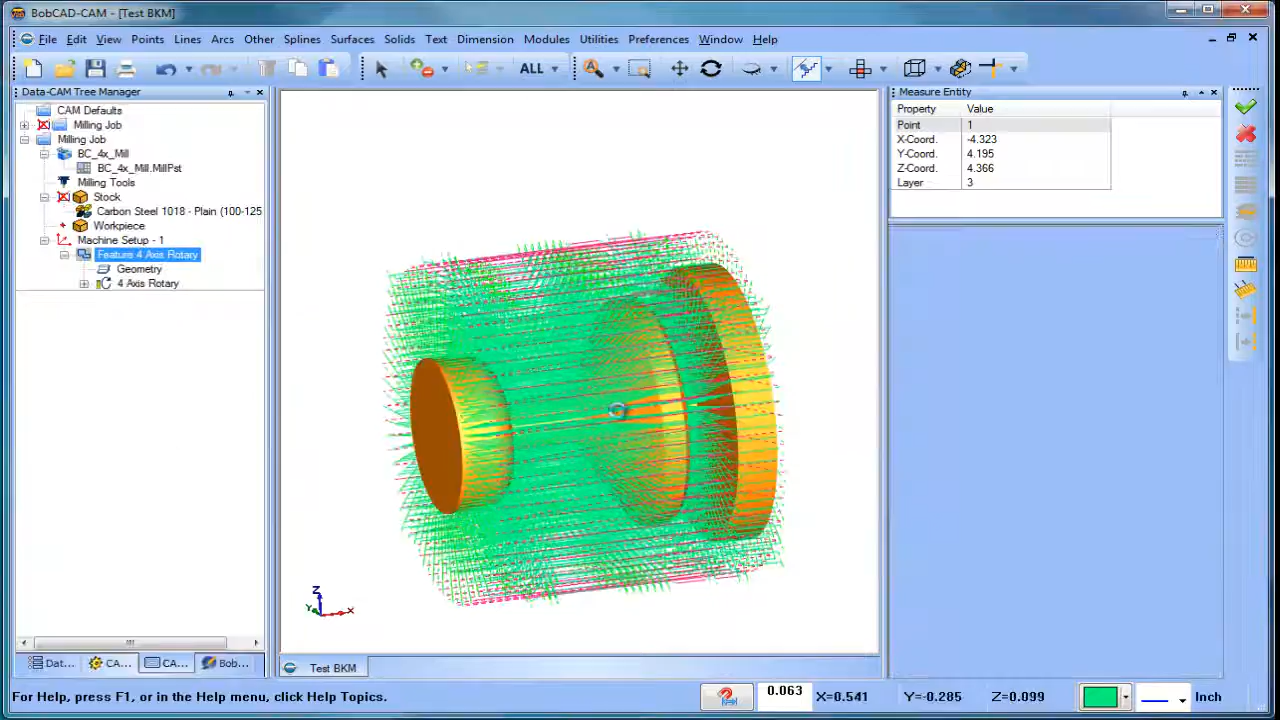 BobCAD-CAM - [Test BKM]
File Edit View Points Lines Arcs Other Splines Surfaces Solids Text Dimension Modules Utilities Preferences Window Help
ALL
Data-CAM Tree Manager
CAM Defaults
Milling Job
Milling Job
BC_4x_Mill
BC_4x_Mill.MillPst
Milling Tools
Stock
Carbon Steel 1018 - Plain (100-125
Workpiece
Machine Setup - 1
Feature 4 Axis Rotary
Geometry
4 Axis Rotary
Measure Entity
Property Value
Point 1
X-Coord. -4.323
Y-Coord. 4.195
Z-Coord. 4.366
Layer 3
Z
Y
X
Dat... CA... CA... Bob...
Test BKM
For Help, press F1, or in the Help menu, click Help Topics.
0.063 X=0.541 Y=-0.285 Z=0.099 Inch